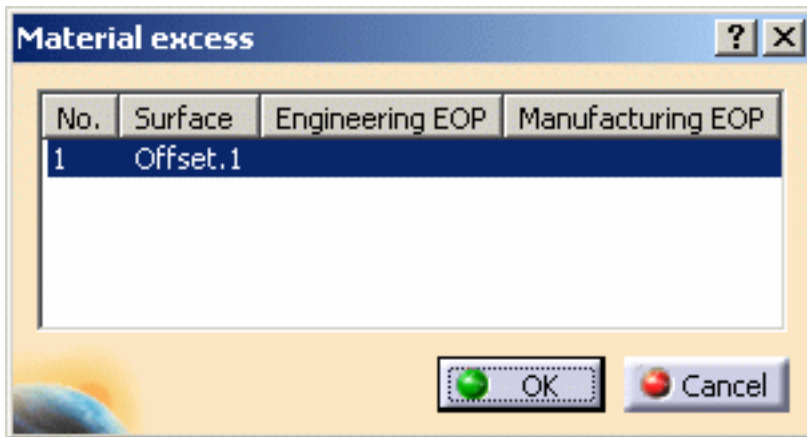 Material excess
No. Surface Engineering EOP Manufacturing EOP
1 Offset.1
OK Cancel